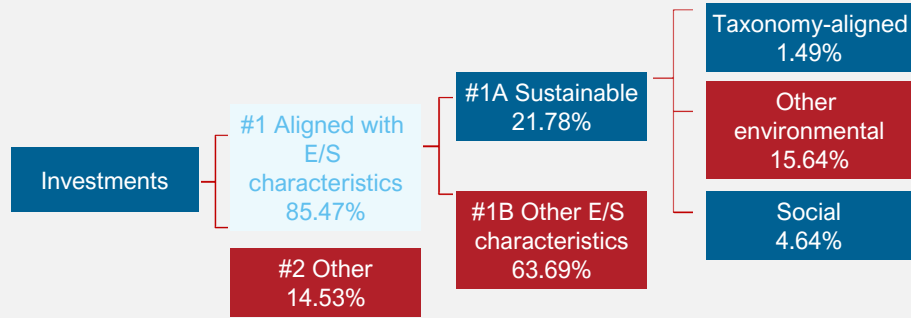 Investments
#1 Aligned with
E/S
characteristics
85.47%
#2 Other
14.53%
#1A Sustainable
21.78%
#1B Other E/S
characteristics
63.69%
Taxonomy-aligned
1.49%
Other
environmental
15.64%
Social
4.64%